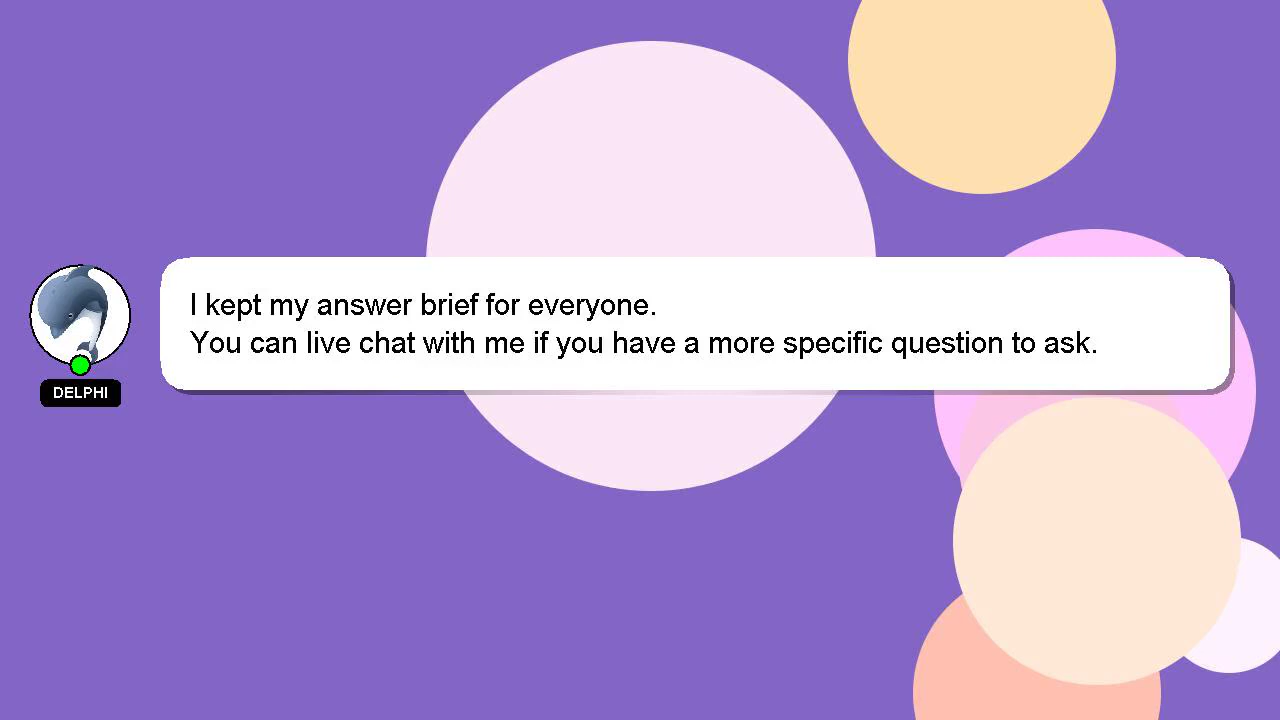 I kept my answer brief for everyone.
You can live chat with me if you have a more specific question to ask.
DELPHI